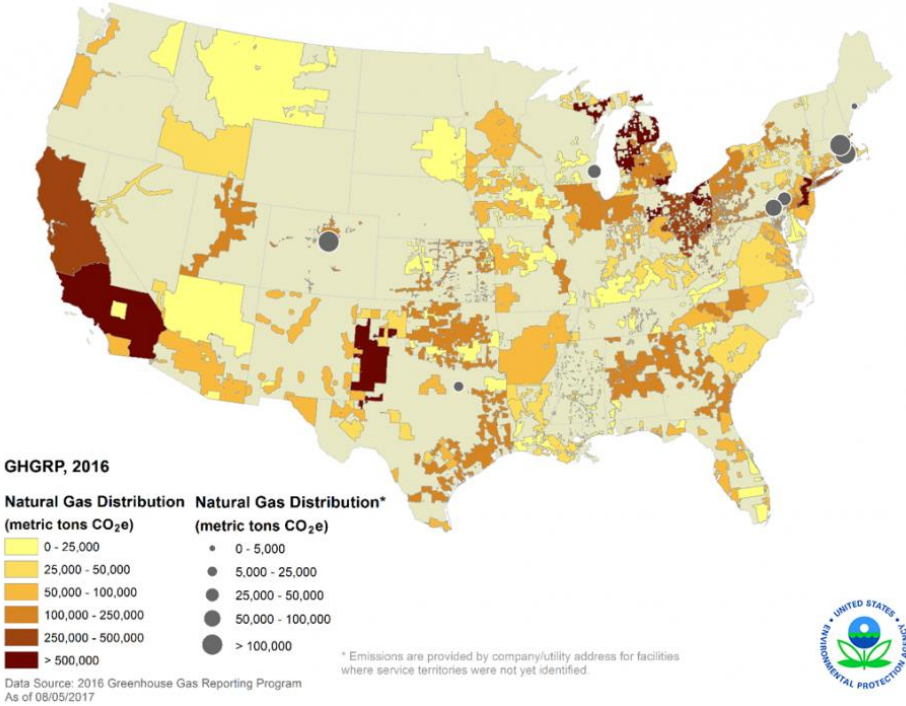 GHGRP, 2016
Natural Gas Distribution
(metric tons CO₂e)
0 - 25,000
25,000 - 50,000
50,000 - 100,000
100,000 - 250,000
250,000 - 500,000
> 500,000
Natural Gas Distribution*
(metric tons CO₂e)
0 - 5,000
5,000 - 25,000
25,000 - 50,000
50,000 - 100,000
> 100,000
Data Source: 2016 Greenhouse Gas Reporting Program
As of 08/05/2017
* Emissions are provided by company/utility address for facilities
where service territories were not yet identified.
UNITED STATES
ENVIRONMENTAL PROTECTION AGENCY